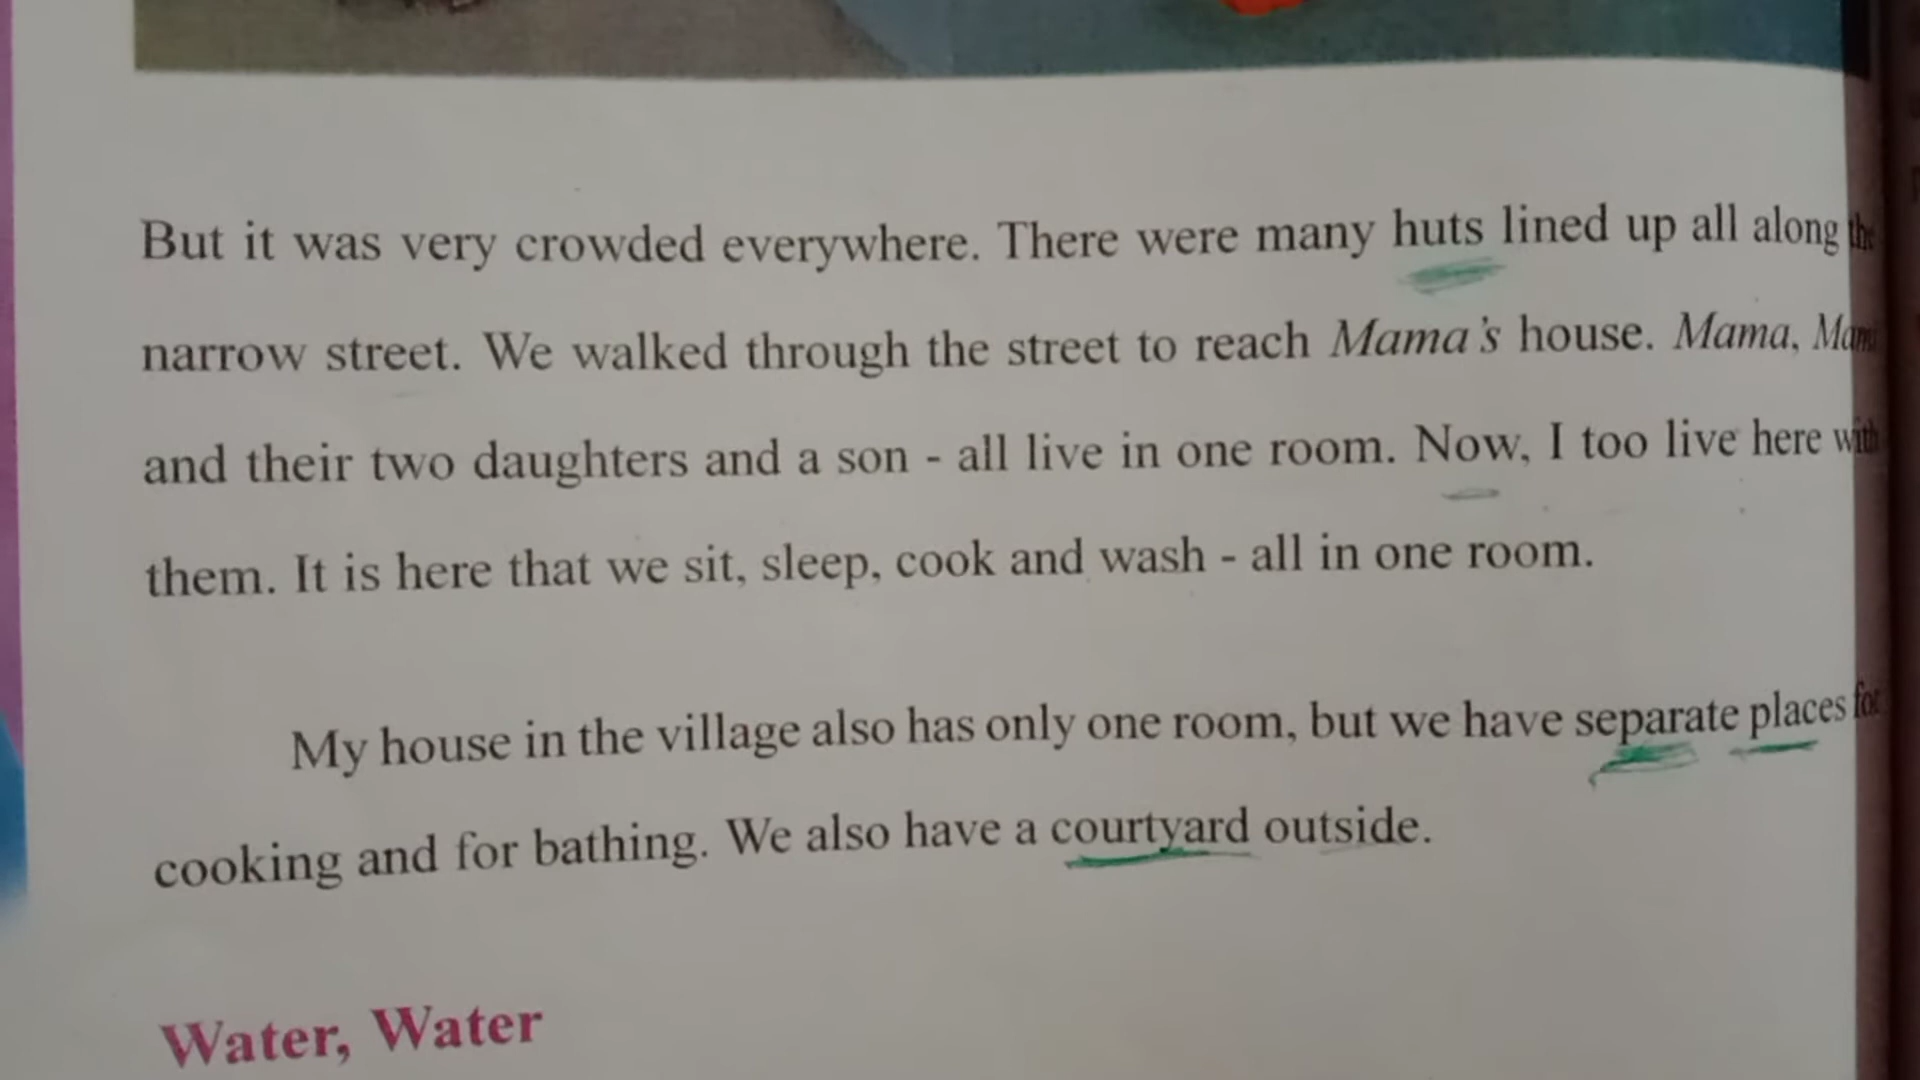 But it was very crowded everywhere. There were many huts lined up all along the
narrow street. We walked through the street to reach Mama's house. Mama, Mami
and their two daughters and a son - all live in one room. Now, I too live here with
them. It is here that we sit, sleep, cook and wash - all in one room.
My house in the village also has only one room, but we have separate places for
cooking and for bathing. We also have a courtyard outside.
Water, Water